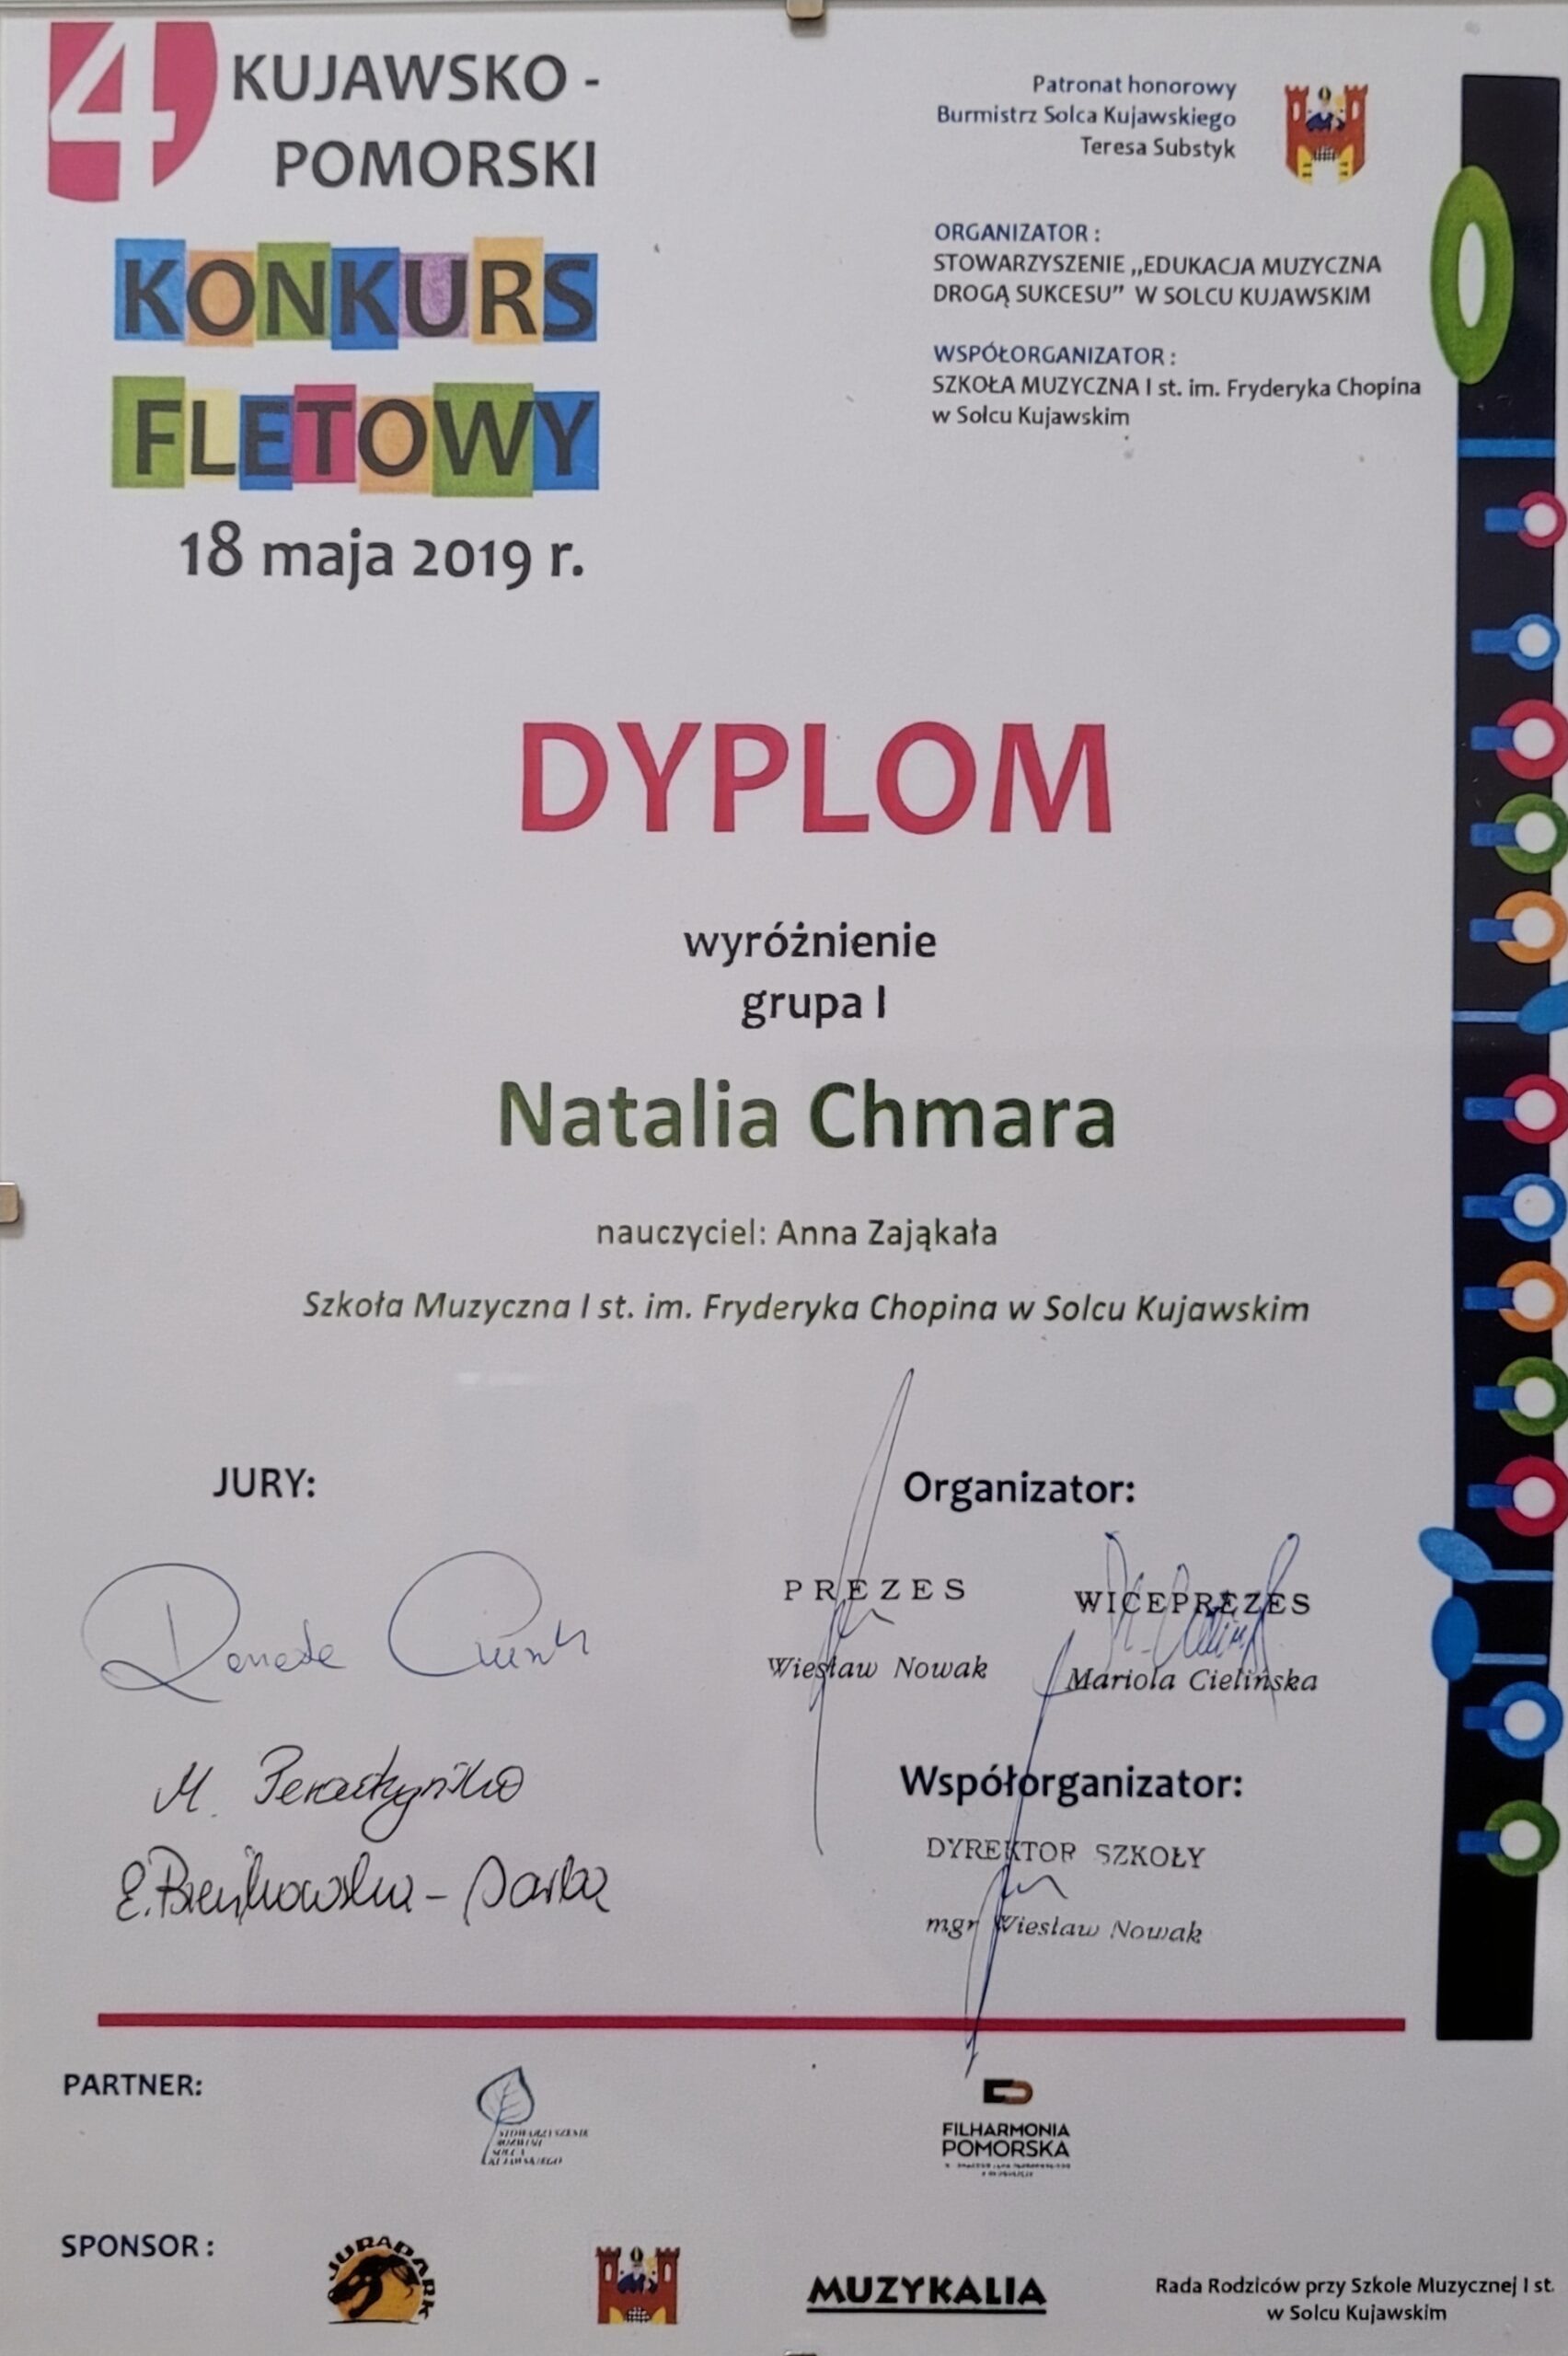 4 KUJAWSKO -
POMORSKI
KONKURS
FLETOWY
18 maja 2019 r.
Patronat honorowy
Burmistrz Solca Kujawskiego
Teresa Substyk
ORGANIZATOR :
STOWARZYSZENIE „EDUKACJA MUZYCZNA
DROGĄ SUKCESU” W SOLCU KUJAWSKIM
WSPÓŁORGANIZATOR :
SZKOŁA MUZYCZNA I st. im. Fryderyka Chopina
w Solcu Kujawskim
DYPLOM
wyróżnienie
grupa I
Natalia Chmara
nauczyciel: Anna Zająkała
Szkoła Muzyczna I st. im. Fryderyka Chopina w Solcu Kujawskim
JURY:
Organizator:
PREZES
Wiesław Nowak
WICEPREZES
Mariola Cielińska
Współorganizator:
DYREKTOR SZKOŁY
mgr Wiesław Nowak
PARTNER:
STOWARZYSZENIE
ROZWOJU
SOLCA
KUJAWSKIEGO
FILHARMONIA
POMORSKA
SPONSOR :
JURAPARK
MUZYKALIA
Rada Rodziców przy Szkole Muzycznej I st.
w Solcu Kujawskim